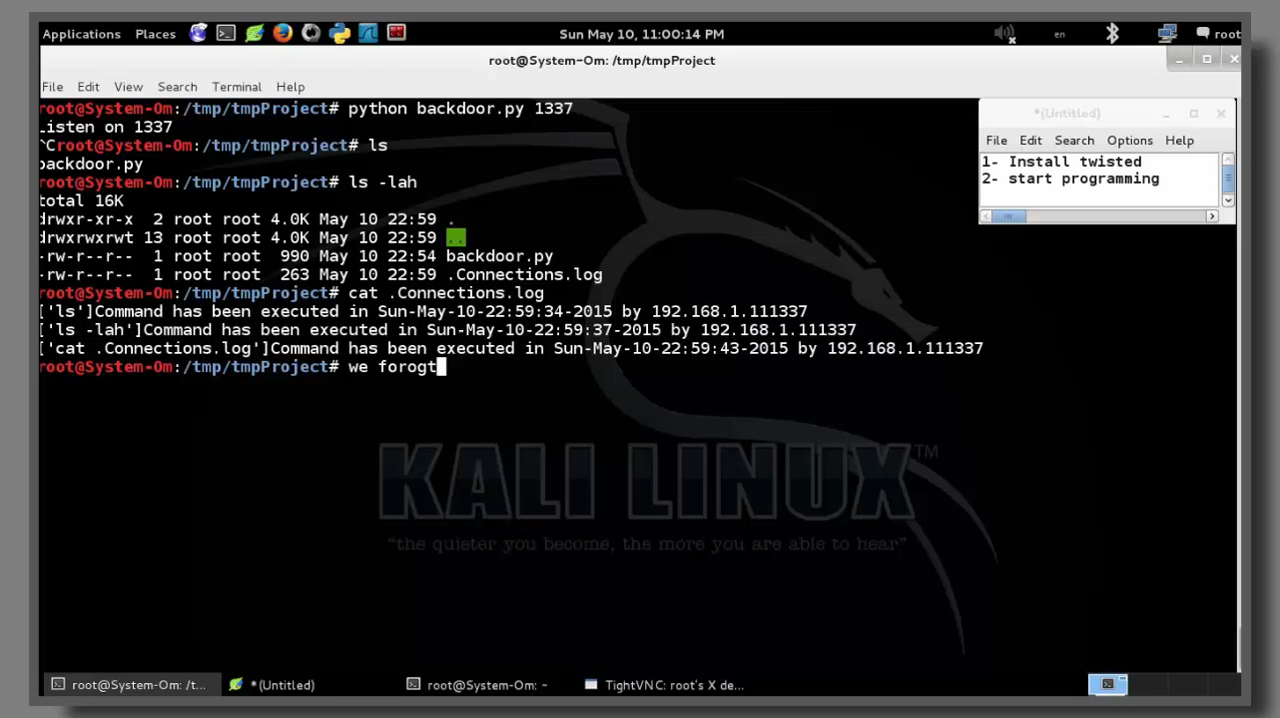 Applications Places Sun May 10, 11:00:14 PM en root
root@System-Om: /tmp/tmpProject
File Edit View Search Terminal Help
root@System-Om:/tmp/tmpProject# python backdoor.py 1337
Listen on 1337
^Croot@System-Om:/tmp/tmpProject# ls
backdoor.py
root@System-Om:/tmp/tmpProject# ls -lah
total 16K
drwxr-xr-x 2 root root 4.0K May 10 22:59 .
drwxrwxrwt 13 root root 4.0K May 10 22:59 ..
-rw-r--r-- 1 root root 990 May 10 22:54 backdoor.py
-rw-r--r-- 1 root root 263 May 10 22:59 .Connections.log
root@System-Om:/tmp/tmpProject# cat .Connections.log
['ls']Command has been executed in Sun-May-10-22:59:34-2015 by 192.168.1.111337
['ls -lah']Command has been executed in Sun-May-10-22:59:37-2015 by 192.168.1.111337
['cat .Connections.log']Command has been executed in Sun-May-10-22:59:43-2015 by 192.168.1.111337
root@System-Om:/tmp/tmpProject# we forogt
*(Untitled)
File Edit Search Options Help
1- Install twisted
2- start programming
KALI LINUX™
"the quieter you become, the more you are able to hear"
root@System-Om: /t... *(Untitled) root@System-Om: ~ TightVNC: root's X de...